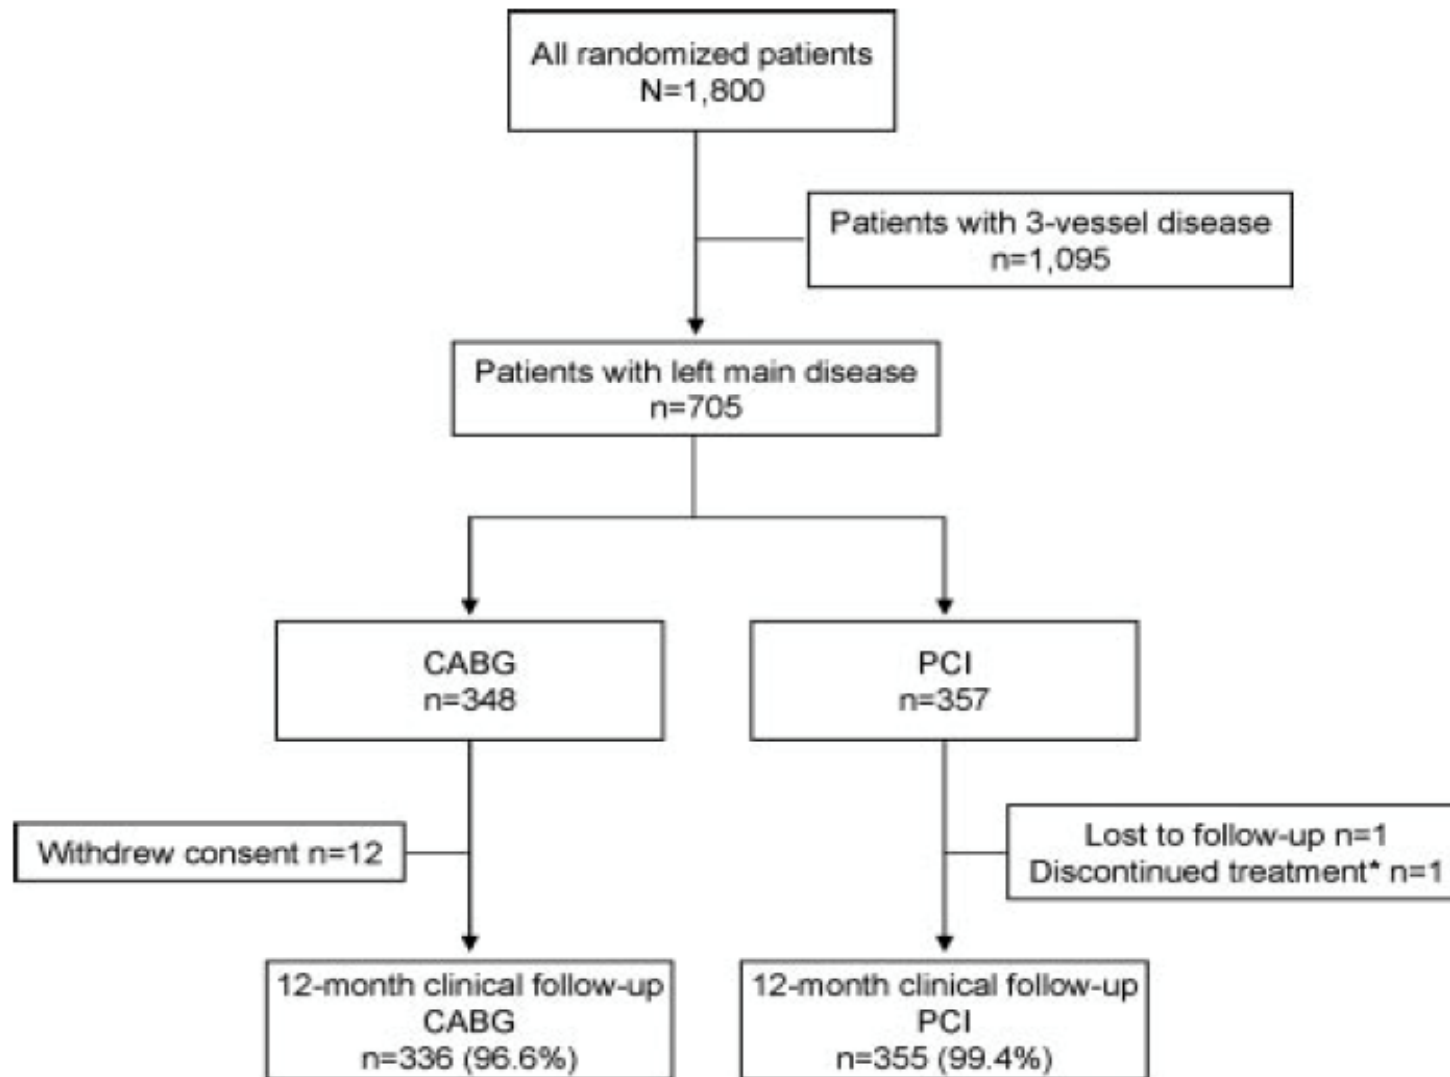 All randomized patients
N=1,800
Patients with 3-vessel disease
n=1,095
Patients with left main disease
n=705
CABG
n=348
PCI
n=357
Withdrew consent n=12
Lost to follow-up n=1
Discontinued treatment* n=1
12-month clinical follow-up
CABG
n=336 (96.6%)
12-month clinical follow-up
PCI
n=355 (99.4%)